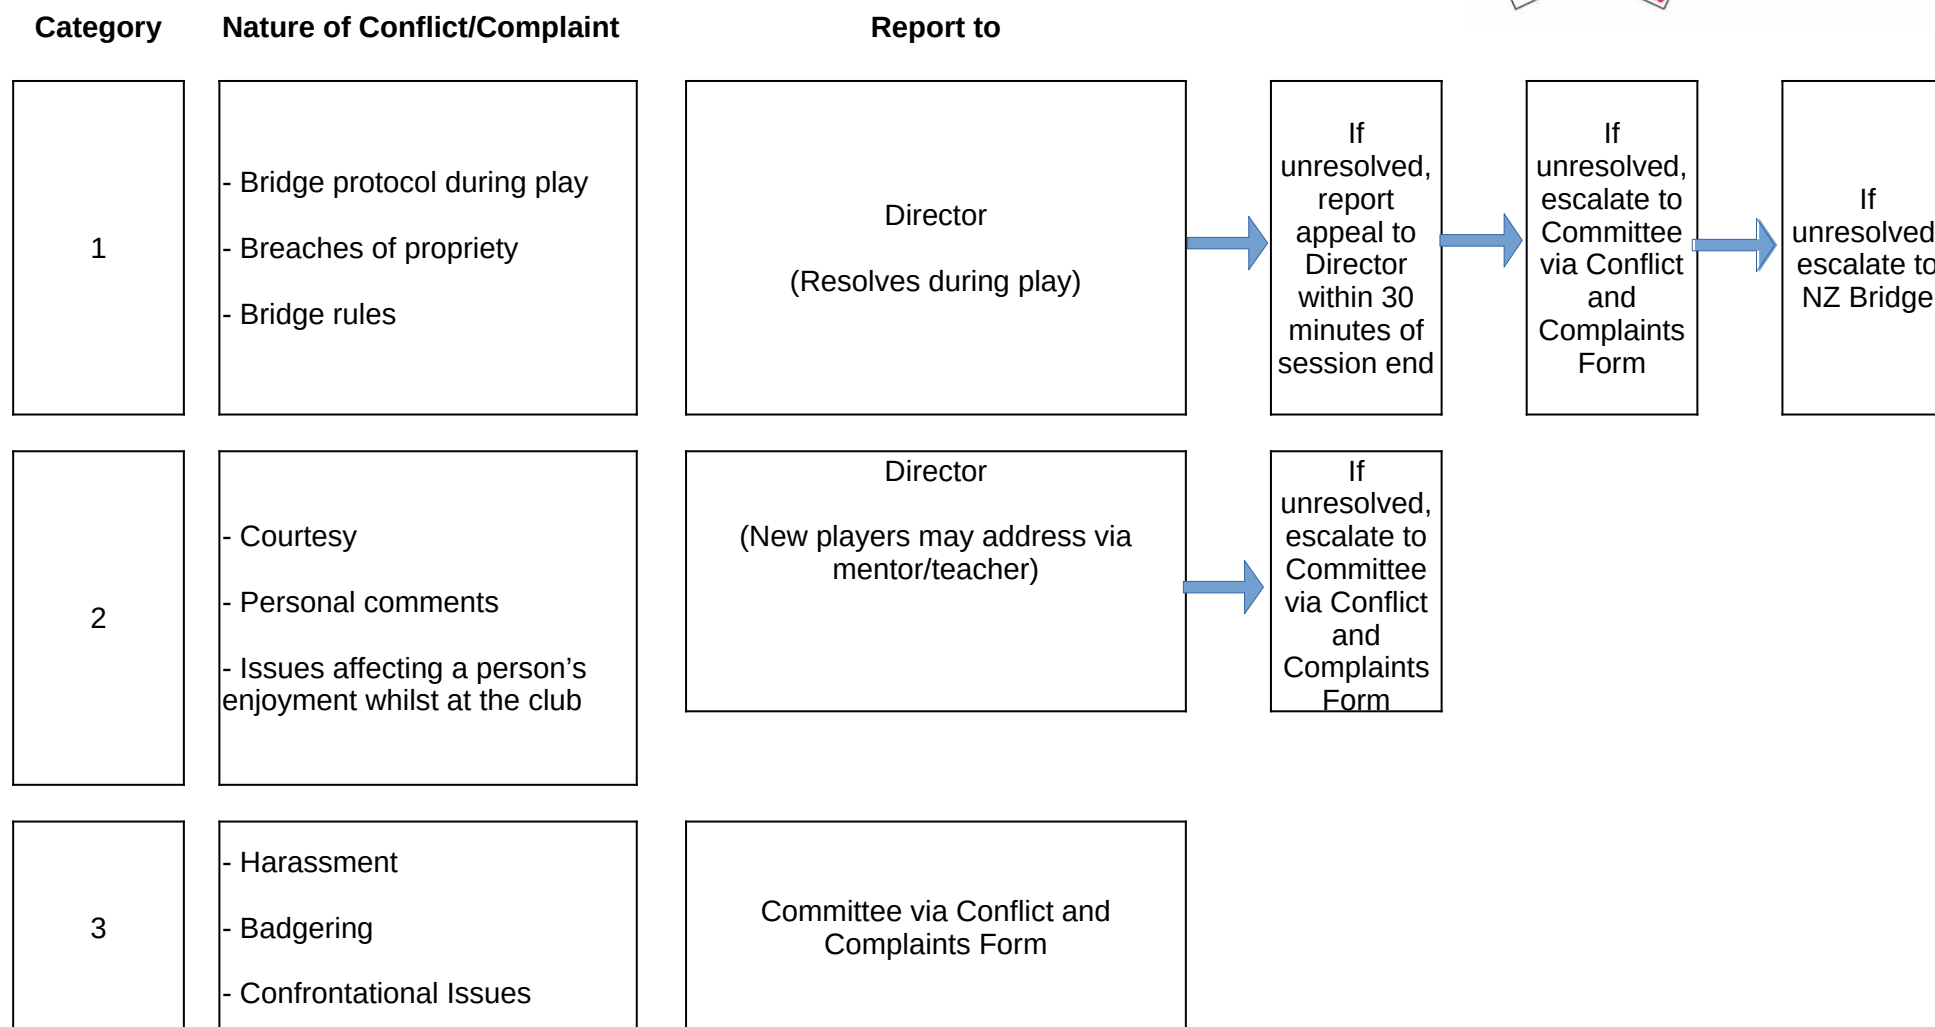 Category
Nature of Conflict/Complaint
Report to
1
- Bridge protocol during play
- Breaches of propriety
- Bridge rules
Director
(Resolves during play)
If
unresolved,
report
appeal to
Director
within 30
minutes of
session end
If
unresolved,
escalate to
Committee
via Conflict
and
Complaints
Form
If
unresolved
escalate to
NZ Bridge
2
- Courtesy
- Personal comments
- Issues affecting a person’s
enjoyment whilst at the club
Director
(New players may address via
mentor/teacher)
If
unresolved,
escalate to
Committee
via Conflict
and
Complaints
Form
3
- Harassment
- Badgering
- Confrontational Issues
Committee via Conflict and
Complaints Form